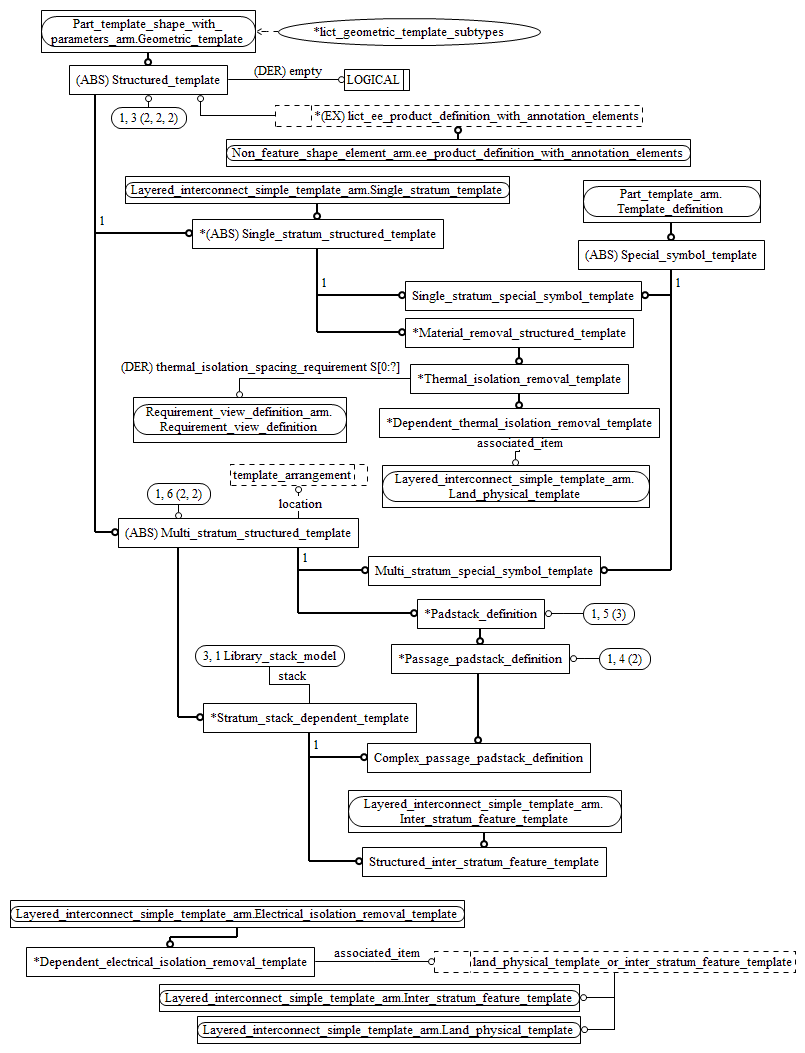 Part_template_shape_with_
parameters_arm.Geometric_template
*lict_geometric_template_subtypes
(ABS) Structured_template
(DER) empty
LOGICAL
1, 3 (2, 2, 2)
*(EX) lict_ee_product_definition_with_annotation_elements
Non_feature_shape_element_arm.ee_product_definition_with_annotation_elements
Layered_interconnect_simple_template_arm.Single_stratum_template
Part_template_arm.
Template_definition
1
*(ABS) Single_stratum_structured_template
(ABS) Special_symbol_template
1
1
Single_stratum_special_symbol_template
*Material_removal_structured_template
(DER) thermal_isolation_spacing_requirement S[0:?]
*Thermal_isolation_removal_template
Requirement_view_definition_arm.
Requirement_view_definition
*Dependent_thermal_isolation_removal_template
associated_item
template_arrangement
Layered_interconnect_simple_template_arm.
Land_physical_template
1, 6 (2, 2)
location
(ABS) Multi_stratum_structured_template
1
Multi_stratum_special_symbol_template
*Padstack_definition
1, 5 (3)
3, 1 Library_stack_model
*Passage_padstack_definition
1, 4 (2)
stack
*Stratum_stack_dependent_template
1
Complex_passage_padstack_definition
Layered_interconnect_simple_template_arm.
Inter_stratum_feature_template
Structured_inter_stratum_feature_template
Layered_interconnect_simple_template_arm.Electrical_isolation_removal_template
*Dependent_electrical_isolation_removal_template
associated_item
land_physical_template_or_inter_stratum_feature_template
Layered_interconnect_simple_template_arm.Inter_stratum_feature_template
Layered_interconnect_simple_template_arm.Land_physical_template